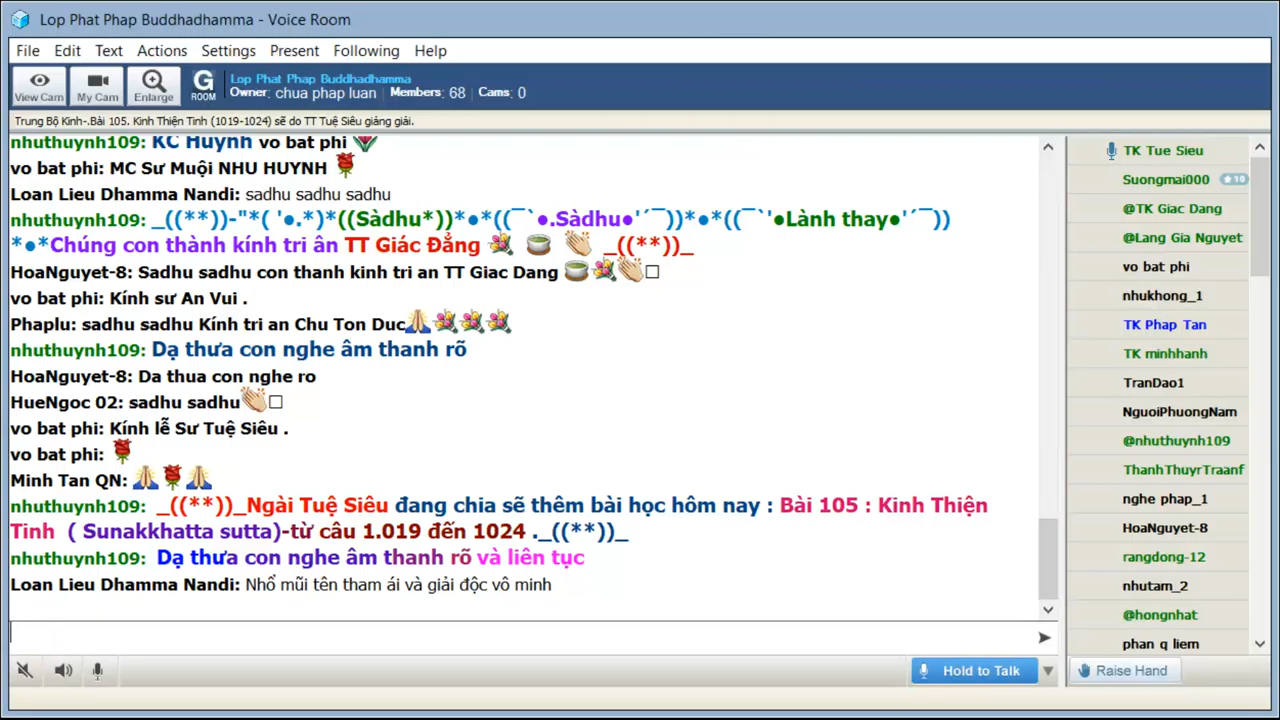 Lop Phat Phap Buddhadhamma - Voice Room
File Edit Text Actions Settings Present Following Help
View Cam
My Cam
Enlarge
G
ROOM
Lop Phat Phap Buddhadhamma
Owner: chua phap luan Members: 68 Cams: 0
Trung Bộ Kinh-.Bài 105. Kinh Thiện Tinh (1019-1024) sẽ do TT Tuệ Siêu giảng giải.
nhuthuynh109: KC Huynh vo bat phi
vo bat phi: MC Sư Muội NHU HUYNH 🌹
Loan Lieu Dhamma Nandi: sadhu sadhu sadhu
nhuthuynh109: _((**))-"*( '●.*)*((Sàdhu*))*●*((¯`●.Sàdhu●'´¯))*●*((¯`'●Lành thay●'´¯))
*●*Chúng con thành kính tri ân TT Giác Đẳng 💐 🍵 👏 _((**))_
HoaNguyet-8: Sadhu sadhu con thanh kinh tri an TT Giac Dang 🍵💐👏□
vo bat phi: Kính sư An Vui .
Phaplu: sadhu sadhu Kính tri an Chu Ton Duc🙏💐💐💐
nhuthuynh109: Dạ thưa con nghe âm thanh rõ
HoaNguyet-8: Da thua con nghe ro
HueNgoc 02: sadhu sadhu👏□
vo bat phi: Kính lễ Sư Tuệ Siêu .
vo bat phi: 🌹
Minh Tan QN: 🙏🌹🙏
nhuthuynh109: _((**))_Ngài Tuệ Siêu đang chia sẽ thêm bài học hôm nay : Bài 105 : Kinh Thiện
Tinh ( Sunakkhatta sutta)-từ câu 1.019 đến 1024 ._((**))_
nhuthuynh109: Dạ thưa con nghe âm thanh rõ và liên tục
Loan Lieu Dhamma Nandi: Nhổ mũi tên tham ái và giải độc vô minh
Hold to Talk
TK Tue Sieu
Suongmai000 ★10
@TK Giac Dang
@Lang Gia Nguyet
vo bat phi
nhukhong_1
TK Phap Tan
TK minhhanh
TranDao1
NguoiPhuongNam
@nhuthuynh109
ThanhThuyrTraanf
nghe phap_1
HoaNguyet-8
rangdong-12
nhutam_2
@hongnhat
phan q liem
Raise Hand